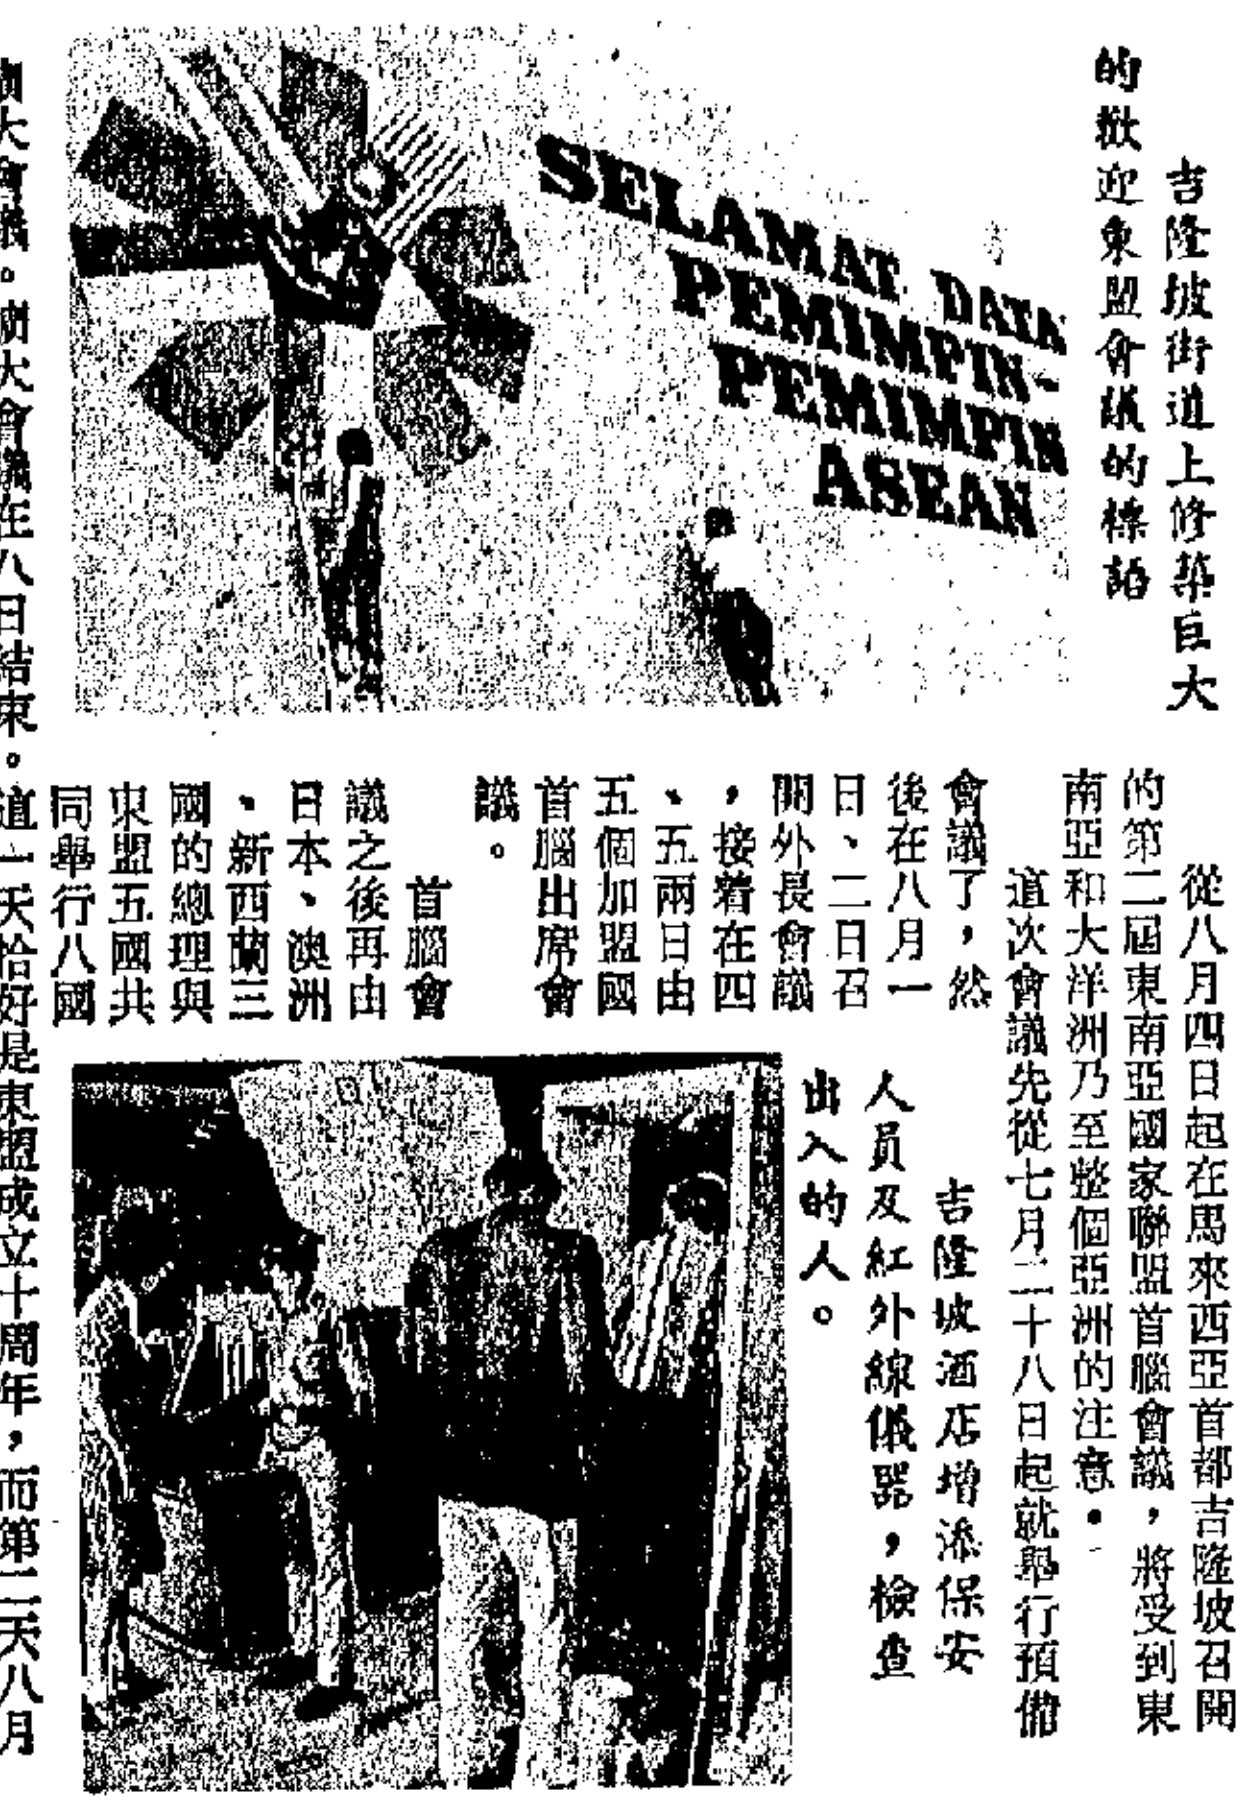 吉隆坡街道上修築巨大
的歡迎東盟會議的標語
SELAMAT DATA
PEMIMPIN-
PEMIMPIN
ASEAN
從八月四日起在馬來西亞首都吉隆坡召開
的第二屆東南亞國家聯盟首腦會議，將受到東
南亞和大洋洲乃至整個亞洲的注意。
這次會議先從七月二十八日起就舉行預備
會議了，然
後在八月一
日、二日召
開外長會議
，接着在四
、五兩日由
五個加盟國
首腦出席會
議。
首腦會
議之後再由
日本、澳洲
、新西蘭三
國的總理與
東盟五國共
同舉行八國
大會議。大會議在八日結束。這一天恰好是東盟成立十周年，而第二天八月
吉隆坡酒店增添保安
人員及紅外線儀器，檢查
出入的人。